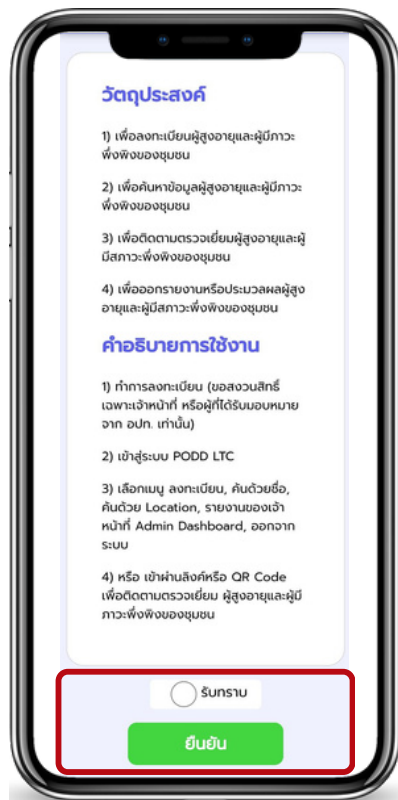 วัตถุประสงค์
1) เพื่อลงทะเบียนผู้สูงอายุและผู้มีภาวะ
พึ่งพิงของชุมชน
2) เพื่อค้นหาข้อมูลผู้สูงอายุและผู้มีภาวะ
พึ่งพิงของชุมชน
3) เพื่อติดตามตรวจเยี่ยมผู้สูงอายุและผู้
มีสภาวะพึ่งพิงของชุมชน
4) เพื่อออกรายงานหรือประมวลผลผู้สูง
อายุและผู้มีสภาวะพึ่งพิงของชุมชน
คำอธิบายการใช้งาน
1) ทำการลงทะเบียน (ขอสงวนสิทธิ์
เฉพาะเจ้าหน้าที่ หรือผู้ที่ได้รับมอบหมาย
จาก อปท. เท่านั้น)
2) เข้าสู่ระบบ PODD LTC
3) เลือกเมนู ลงทะเบียน, ค้นด้วยชื่อ,
ค้นด้วย Location, รายงานของเจ้า
หน้าที่ Admin Dashboard, ออกจาก
ระบบ
4) หรือ เข้าผ่านลิงค์หรือ QR Code
เพื่อติดตามตรวจเยี่ยม ผู้สูงอายุและผู้มี
ภาวะพึ่งพิงของชุมชน
รับทราบ
ยืนยัน